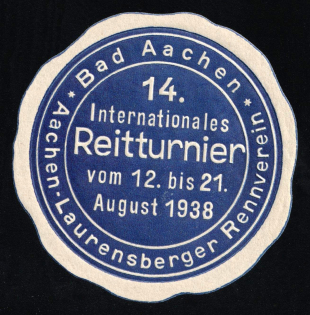 * Bad Aachen *
14.
Internationales
Reitturnier
vom 12. bis 21.
August 1938
Aachen-Laurensberger Rennverein